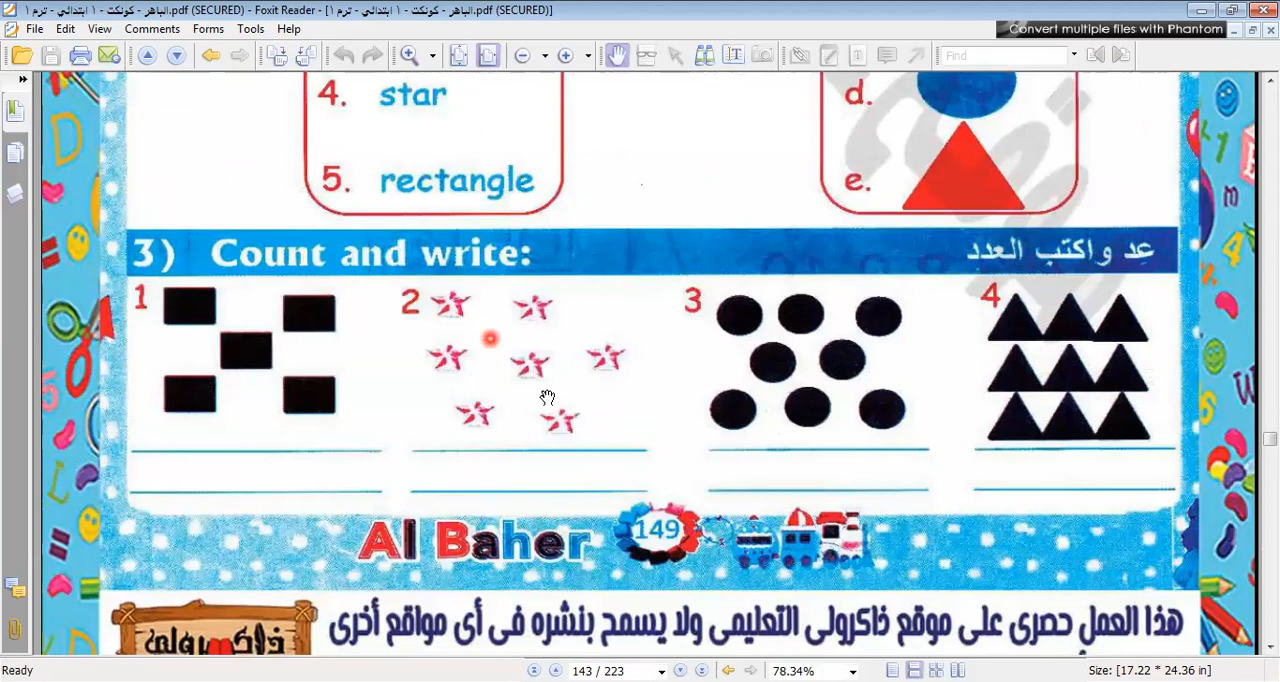 الباهر - كونكت - ١ ابتدائي - ترم ١.pdf (SECURED) - Foxit Reader - [الباهر - كونكت - ١ ابتدائي - ترم ١.pdf (SECURED)]
File Edit View Comments Forms Tools Help
Convert multiple files with Phantom
Find
4. star
d.
5. rectangle
e.
3) Count and write: عِد واكتب العدد
1
2
3
4
Al Baher 149
هذا العمل حصرى على موقع ذاكرولى التعليمى ولا يسمح بنشره فى أى مواقع أخرى
ذاكرولى
Ready
143 / 223
78.34%
Size: [17.22 * 24.36 in]